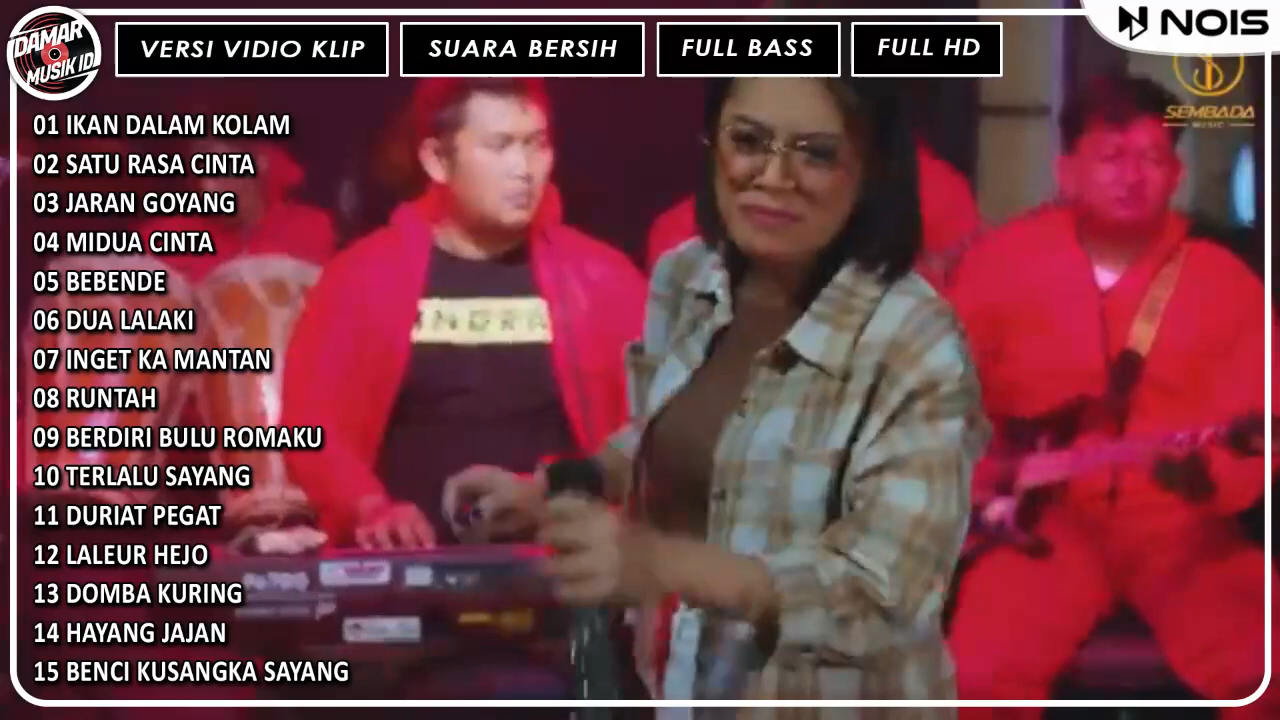 DAMAR
MUSIK ID
VERSI VIDIO KLIP
SUARA BERSIH
FULL BASS
FULL HD
NOIS
SEMBADA
MUSIC
01 IKAN DALAM KOLAM
02 SATU RASA CINTA
03 JARAN GOYANG
04 MIDUA CINTA
05 BEBENDE
06 DUA LALAKI
07 INGET KA MANTAN
08 RUNTAH
09 BERDIRI BULU ROMAKU
10 TERLALU SAYANG
11 DURIAT PEGAT
12 LALEUR HEJO
13 DOMBA KURING
14 HAYANG JAJAN
15 BENCI KUSANGKA SAYANG